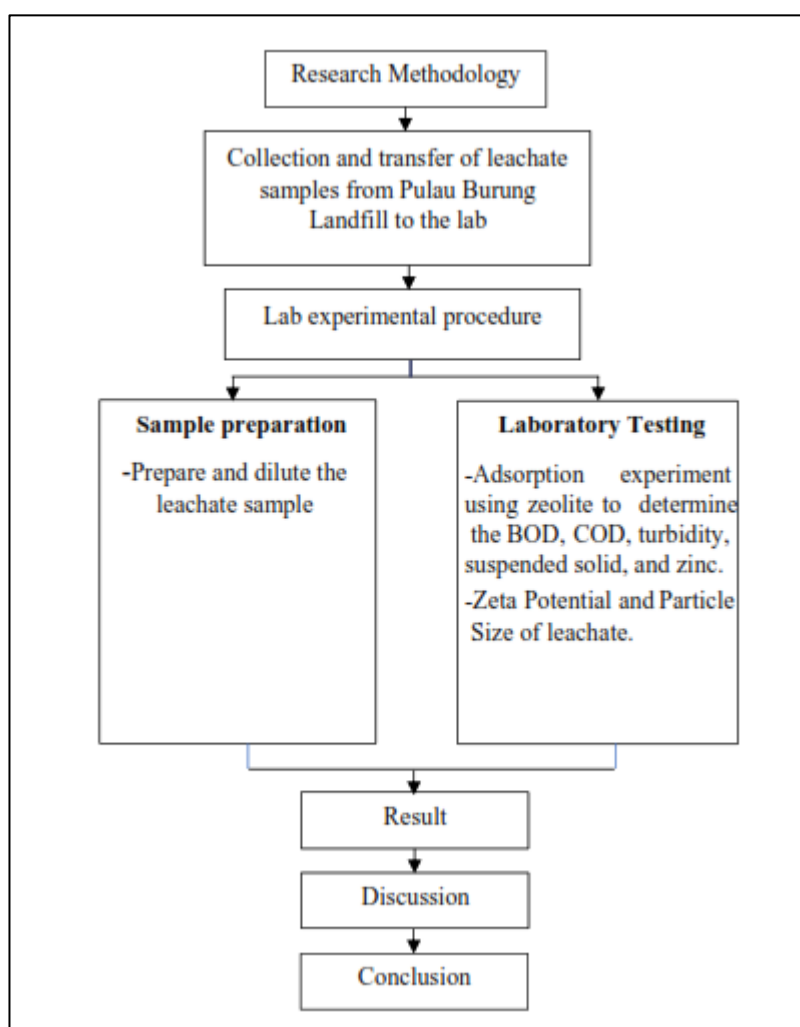 Research Methodology
Collection and transfer of leachate
samples from Pulau Burung
Landfill to the lab
Lab experimental procedure
Sample preparation
-Prepare and dilute the
leachate sample
Laboratory Testing
-Adsorption experiment
using zeolite to determine
the BOD, COD, turbidity,
suspended solid, and zinc.
-Zeta Potential and Particle
Size of leachate.
Result
Discussion
Conclusion